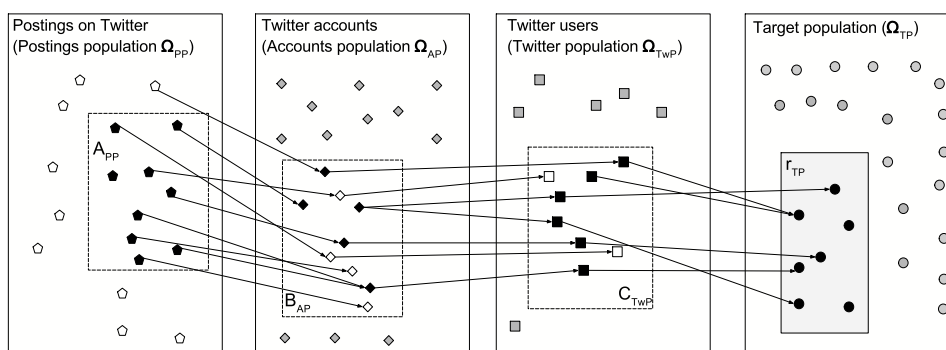 Postings on Twitter
(Postings population Ω_PP)
Twitter accounts
(Accounts population Ω_AP)
Twitter users
(Twitter population Ω_TwP)
Target population (Ω_TP)
A_PP
B_AP
C_TwP
r_TP